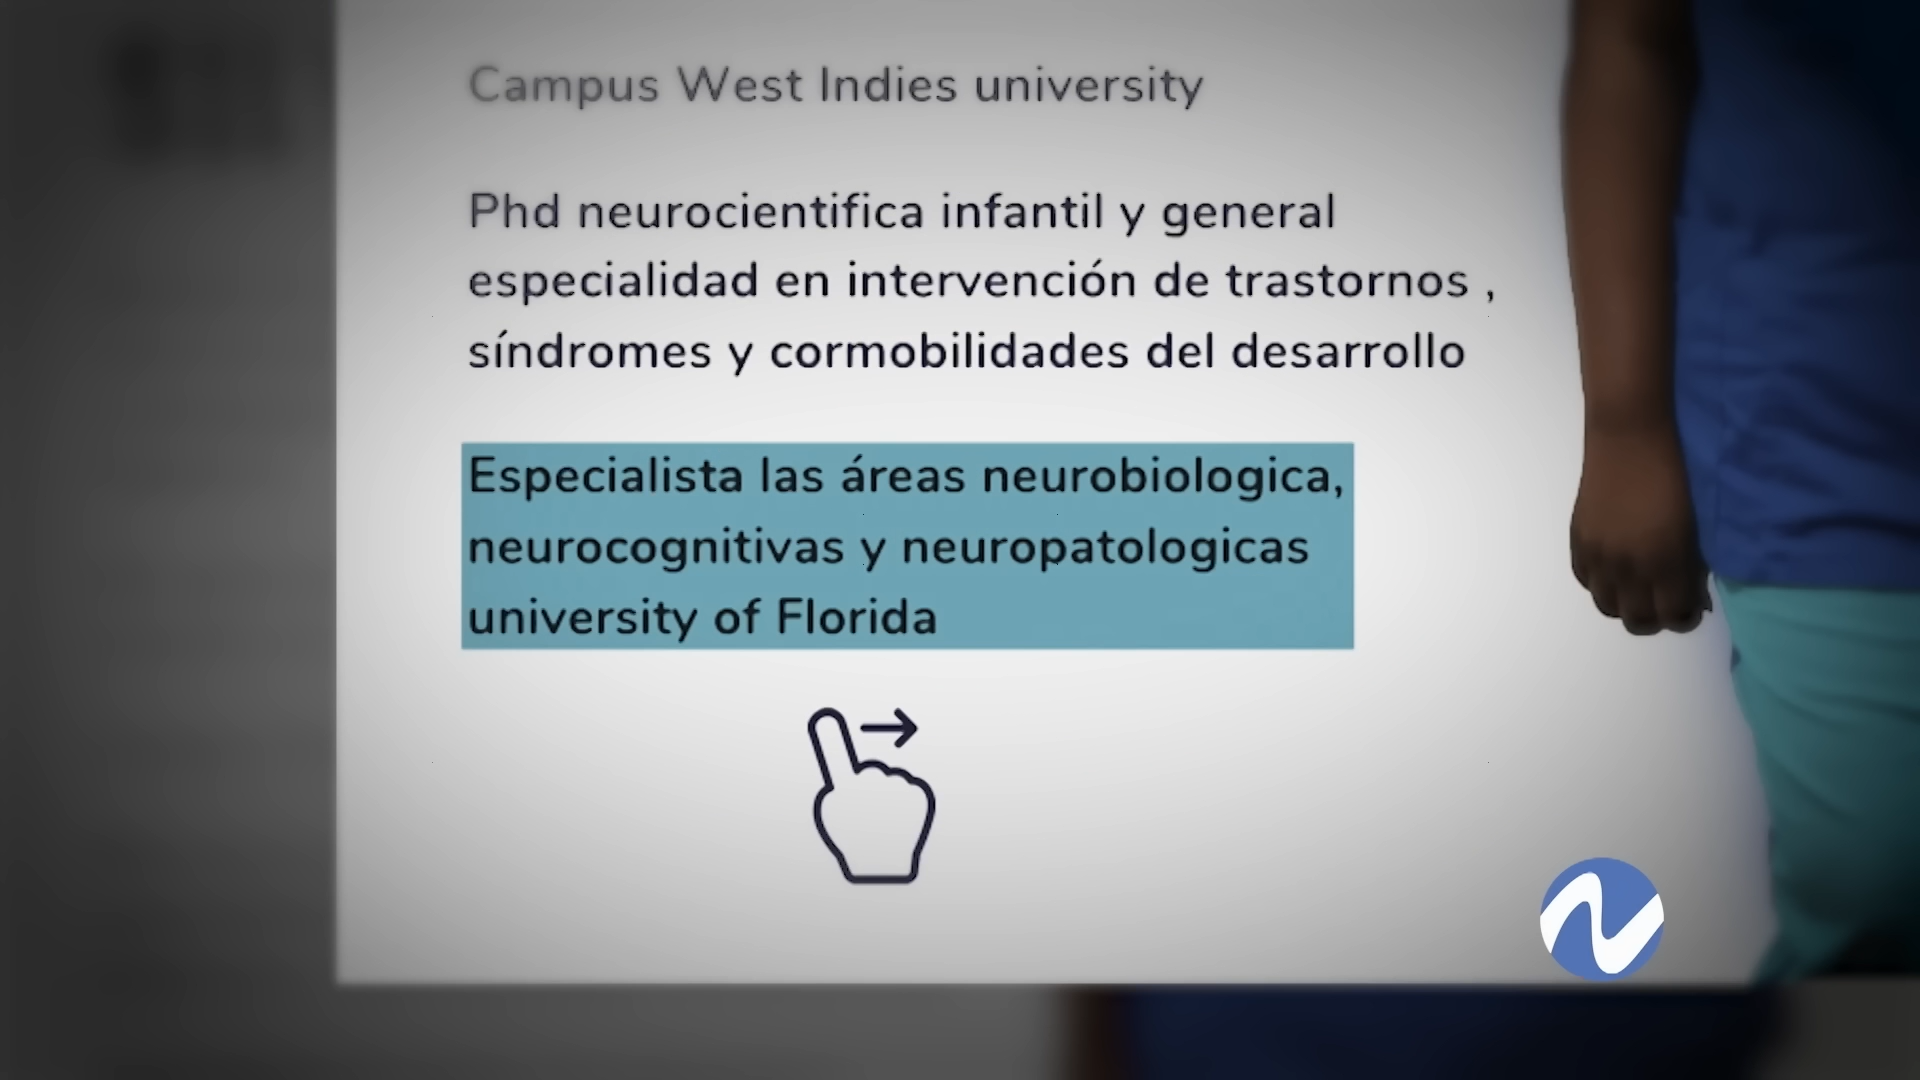 Campus West Indies university
Phd neurocientifica infantil y general
especialidad en intervención de trastornos ,
síndromes y cormobilidades del desarrollo
Especialista las áreas neurobiologica,
neurocognitivas y neuropatologicas
university of Florida